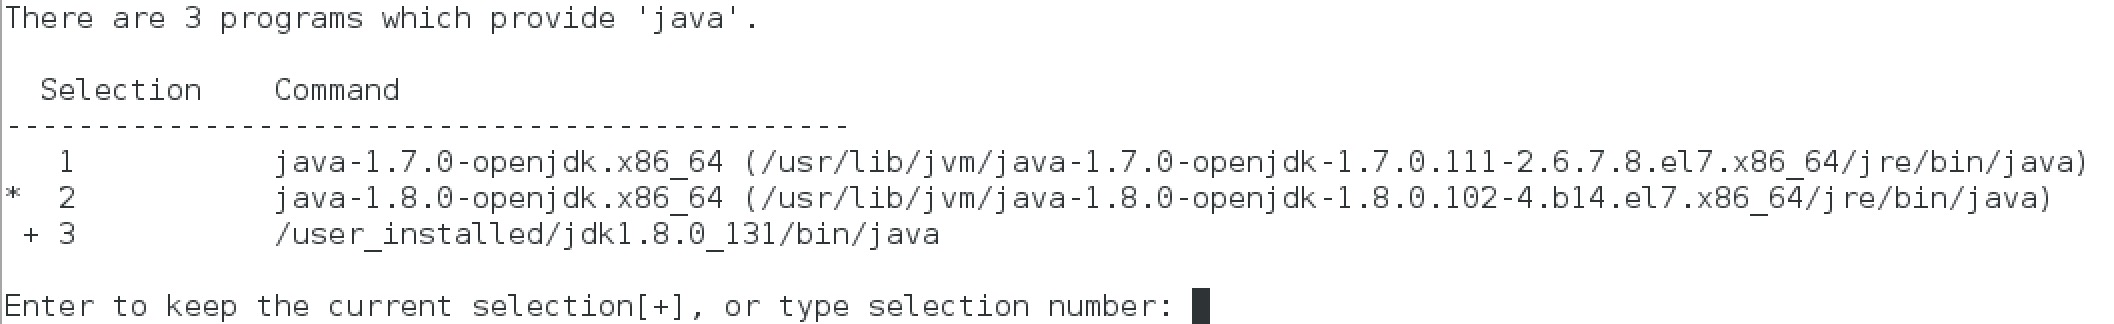 There are 3 programs which provide 'java'.
  Selection    Command
-----------------------------------------------
   1           java-1.7.0-openjdk.x86_64 (/usr/lib/jvm/java-1.7.0-openjdk-1.7.0.111-2.6.7.8.el7.x86_64/jre/bin/java)
*  2           java-1.8.0-openjdk.x86_64 (/usr/lib/jvm/java-1.8.0-openjdk-1.8.0.102-4.b14.el7.x86_64/jre/bin/java)
 + 3           /user_installed/jdk1.8.0_131/bin/java
Enter to keep the current selection[+], or type selection number: